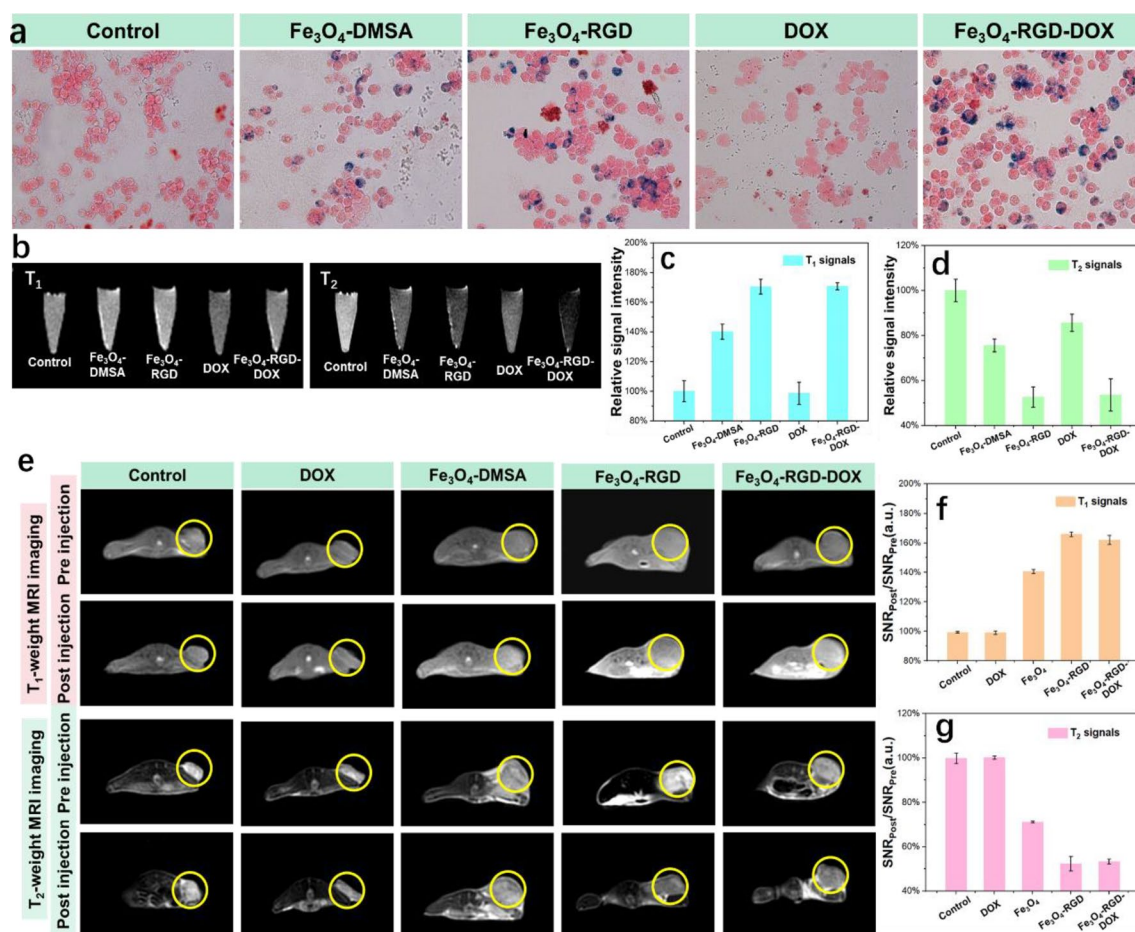 a
Control
Fe₃O₄-DMSA
Fe₃O₄-RGD
DOX
Fe₃O₄-RGD-DOX
b
T₁
Control
Fe₃O₄-
DMSA
Fe₃O₄-
RGD
DOX
Fe₃O₄-RGD-
DOX
T₂
Control
Fe₃O₄-
DMSA
Fe₃O₄-
RGD
DOX
Fe₃O₄-RGD-
DOX
c
T₁ signals
Relative signal intensity
200%
180%
160%
140%
120%
100%
80%
Control
Fe₃O₄-DMSA
Fe₃O₄-RGD
DOX
Fe₃O₄-RGD-
DOX
d
T₂ signals
Relative signal intensity
120%
100%
80%
60%
40%
Control
Fe₃O₄-DMSA
Fe₃O₄-RGD
DOX
Fe₃O₄-RGD-
DOX
e
Control
DOX
Fe₃O₄-DMSA
Fe₃O₄-RGD
Fe₃O₄-RGD-DOX
T₁-weight MRI imaging
Pre injection
Post injection
T₂-weight MRI imaging
Pre injection
Post injection
f
T₁ signals
SNR_Post/SNR_Pre(a.u.)
200%
180%
160%
140%
120%
100%
80%
Control
DOX
Fe₃O₄
Fe₃O₄-RGD
Fe₃O₄-RGD-
DOX
g
T₂ signals
SNR_Post/SNR_Pre(a.u.)
120%
100%
80%
60%
40%
Control
DOX
Fe₃O₄
Fe₃O₄-RGD
Fe₃O₄-RGD-
DOX